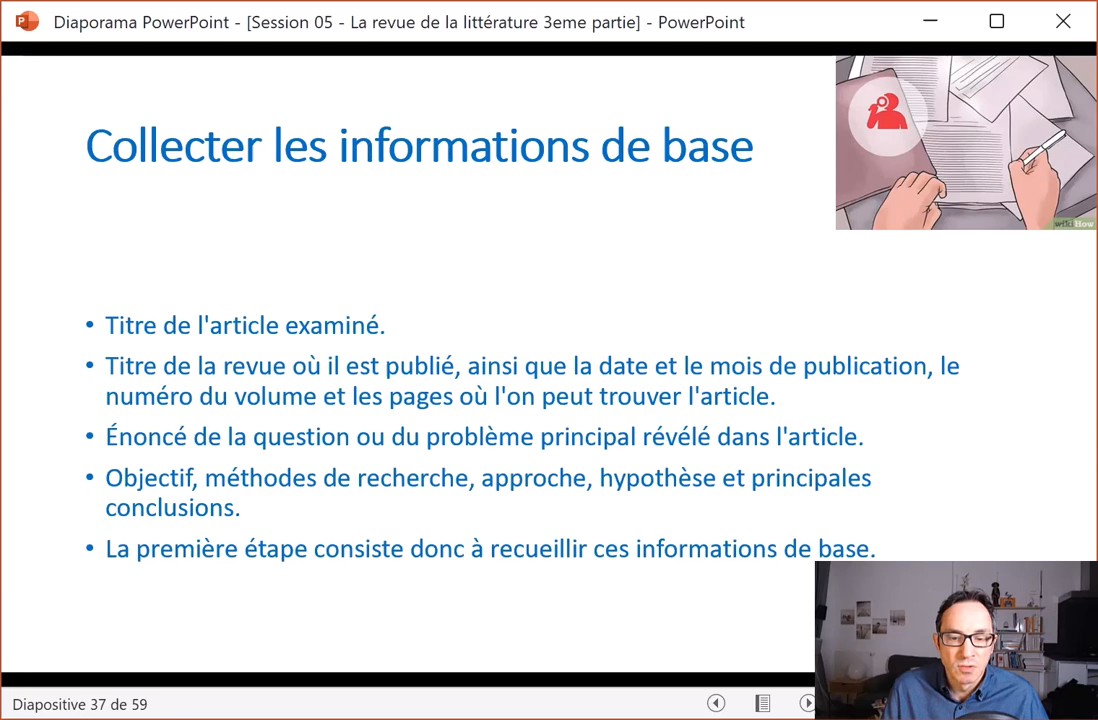 Diaporama PowerPoint - [Session 05 - La revue de la littérature 3eme partie] - PowerPoint
Collecter les informations de base
wikiHow
• Titre de l'article examiné.
• Titre de la revue où il est publié, ainsi que la date et le mois de publication, le
numéro du volume et les pages où l'on peut trouver l'article.
• Énoncé de la question ou du problème principal révélé dans l'article.
• Objectif, méthodes de recherche, approche, hypothèse et principales
conclusions.
• La première étape consiste donc à recueillir ces informations de base.
Diapositive 37 de 59